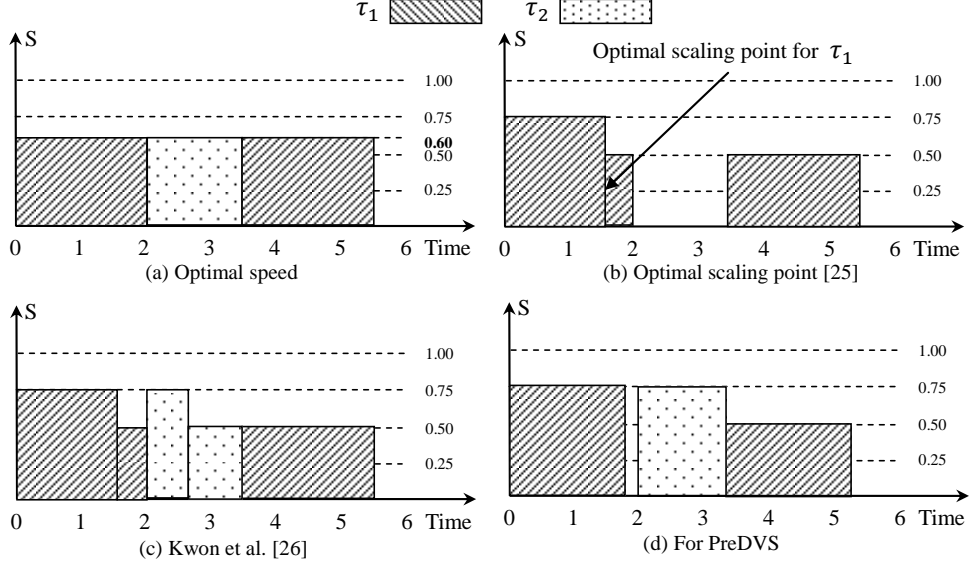 τ1 τ2
S
1.00
0.75
0.60
0.50
0.25
0 1 2 3 4 5 6 Time
(a) Optimal speed
S
Optimal scaling point for τ1
1.00
0.75
0.50
0.25
0 1 2 3 4 5 6 Time
(b) Optimal scaling point [25]
S
1.00
0.75
0.50
0.25
0 1 2 3 4 5 6 Time
(c) Kwon et al. [26]
S
1.00
0.75
0.50
0.25
0 1 2 3 4 5 6 Time
(d) For PreDVS